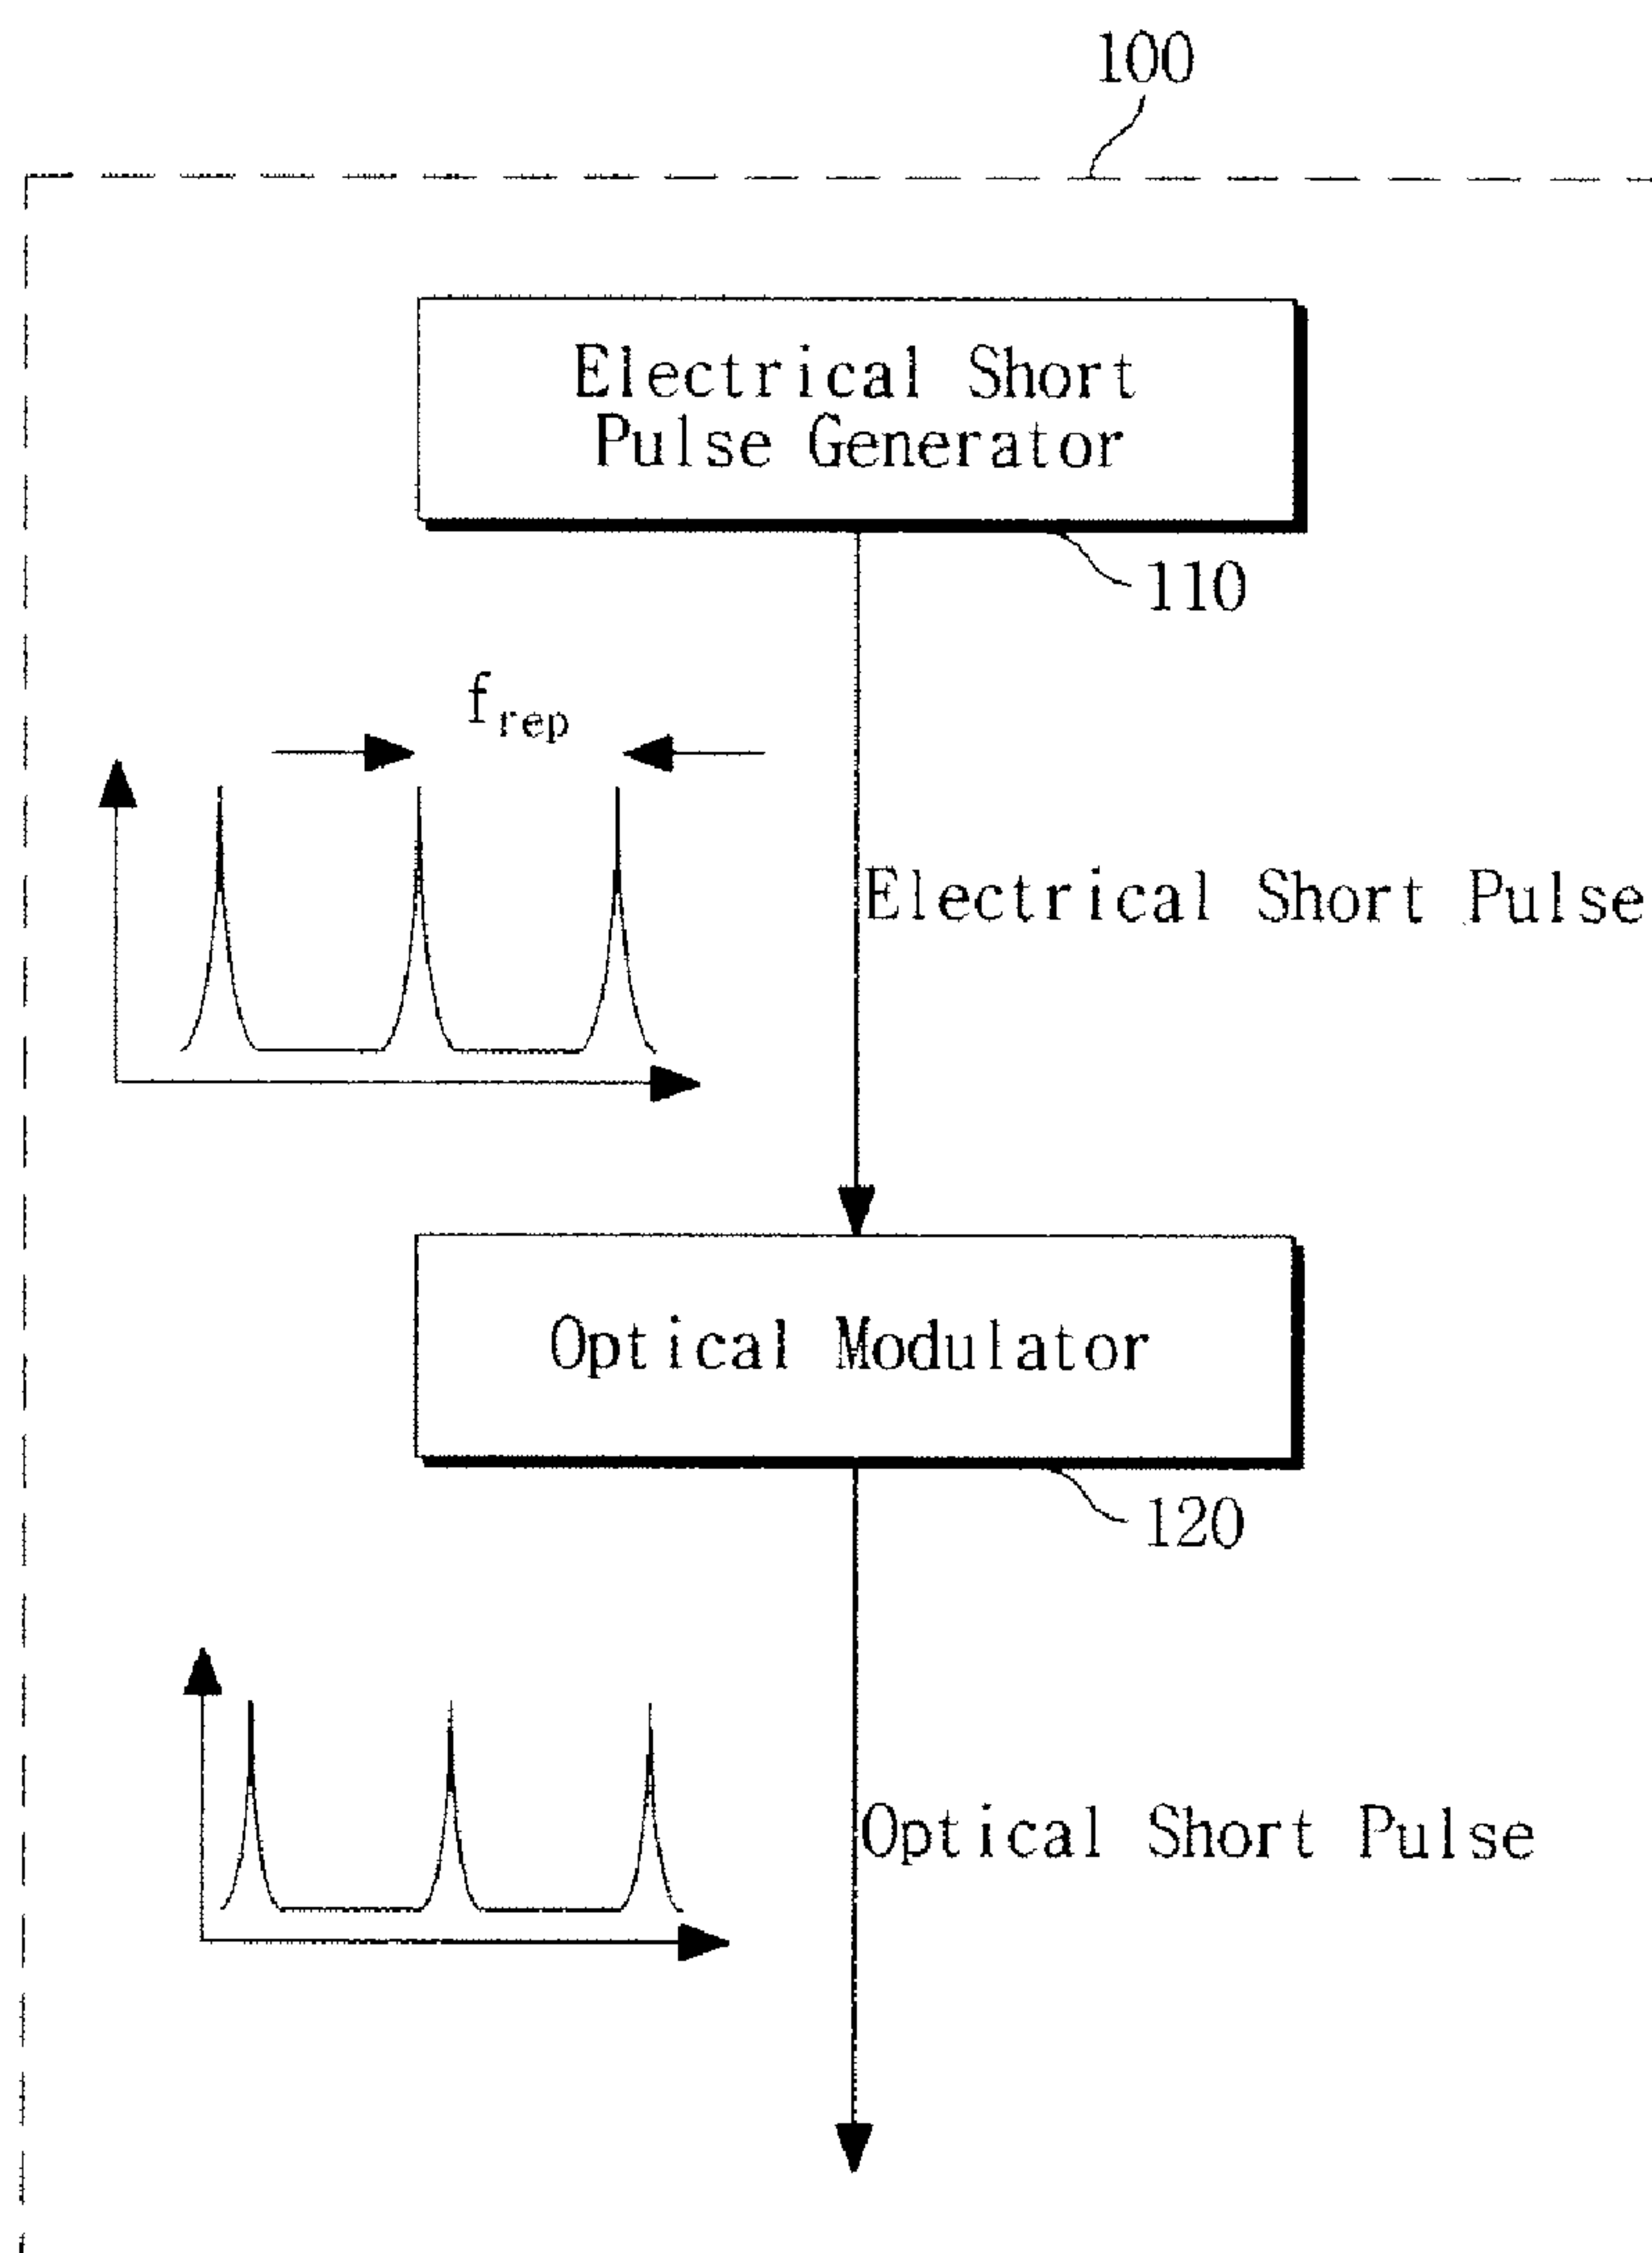 100
Electrical Short
Pulse Generator
110
f_rep
Electrical Short Pulse
Optical Modulator
120
Optical Short Pulse